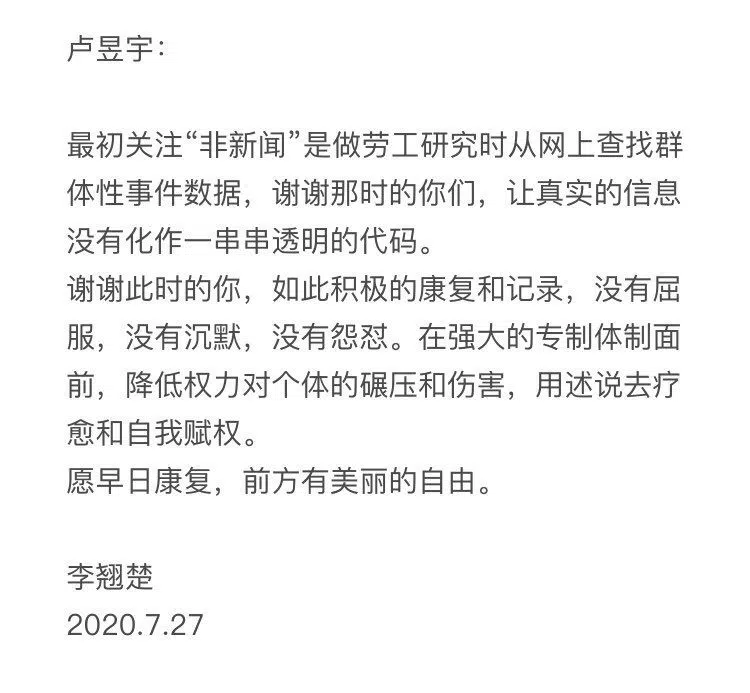 卢昱宇：
最初关注“非新闻”是做劳工研究时从网上查找群
体性事件数据，谢谢那时的你们，让真实的信息
没有化作一串串透明的代码。
谢谢此时的你，如此积极的康复和记录，没有屈
服，没有沉默，没有怨怼。在强大的专制体制面
前，降低权力对个体的碾压和伤害，用述说去疗
愈和自我赋权。
愿早日康复，前方有美丽的自由。
李翘楚
2020.7.27